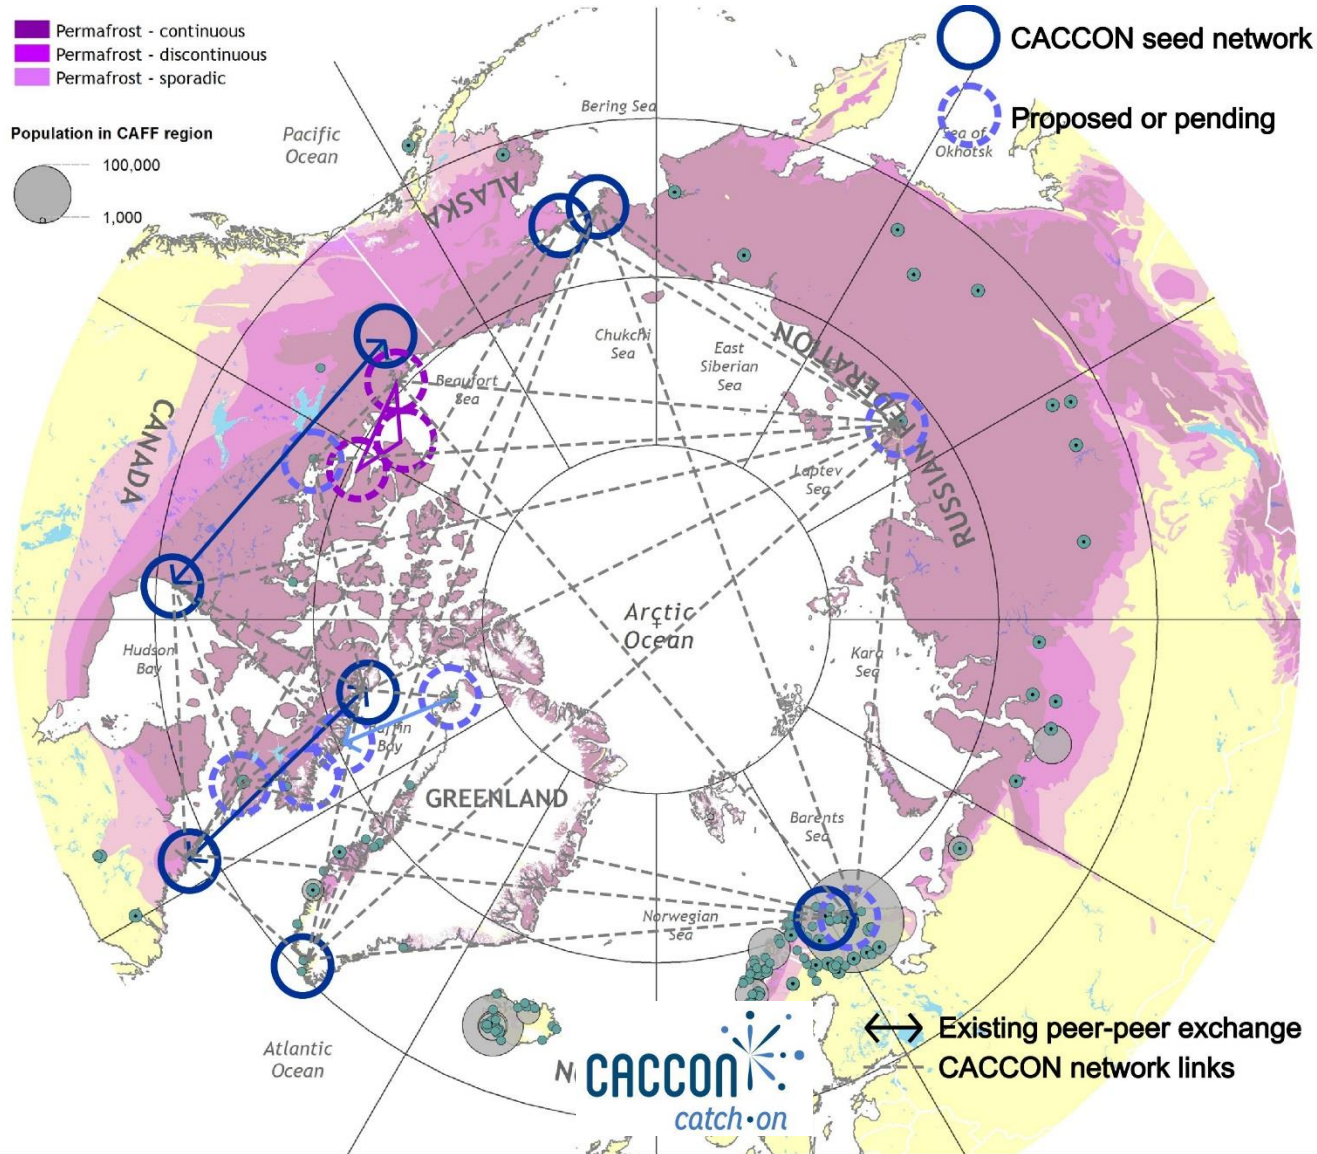 Permafrost - continuous
Permafrost - discontinuous
Permafrost - sporadic
CACCON seed network
Proposed or pending
Population in CAFF region
100,000
1,000
Pacific
Ocean
Bering Sea
Sea of
Okhotsk
ALASKA
Chukchi
Sea
East
Siberian
Sea
Beaufort
Sea
Laptev
Sea
RUSSIAN FEDERATION
CANADA
Arctic
Ocean
Hudson
Bay
Kara
Sea
Baffin
Bay
GREENLAND
Barents
Sea
Norwegian
Sea
Atlantic
Ocean
Existing peer-peer exchange
CACCON network links
CACCON
catch·on